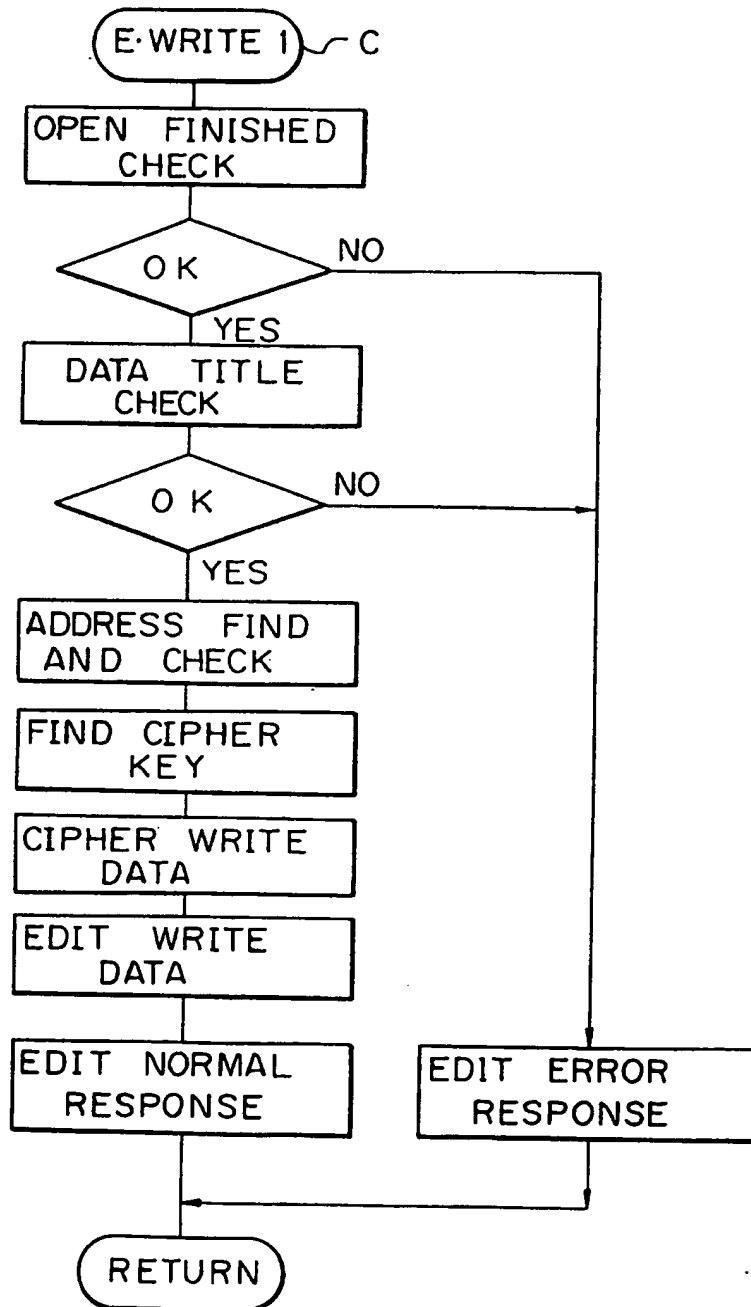 E·WRITE 1 C
OPEN FINISHED
CHECK
OK NO
YES
DATA TITLE
CHECK
OK NO
YES
ADDRESS FIND
AND CHECK
FIND CIPHER
KEY
CIPHER WRITE
DATA
EDIT WRITE
DATA
EDIT NORMAL
RESPONSE
EDIT ERROR
RESPONSE
RETURN